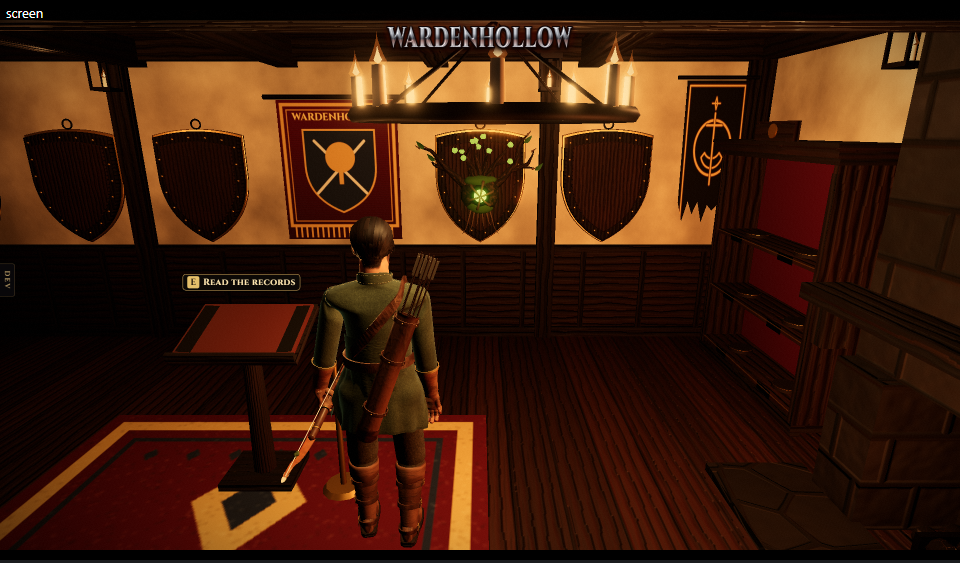 screen
WARDENHOLLOW
WARDENHO
DEV
E READ THE RECORDS